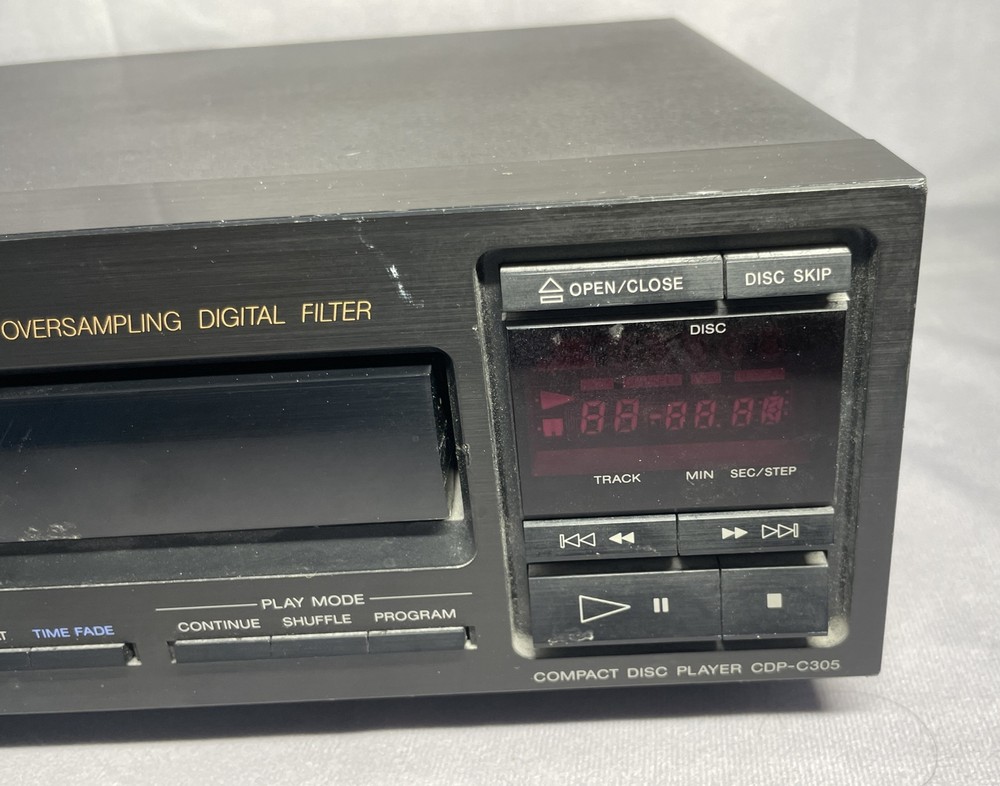 OPEN/CLOSE DISC SKIP
OVERSAMPLING DIGITAL FILTER
DISC
TRACK MIN SEC/STEP
PLAY MODE
TIME FADE CONTINUE SHUFFLE PROGRAM
COMPACT DISC PLAYER CDP-C305